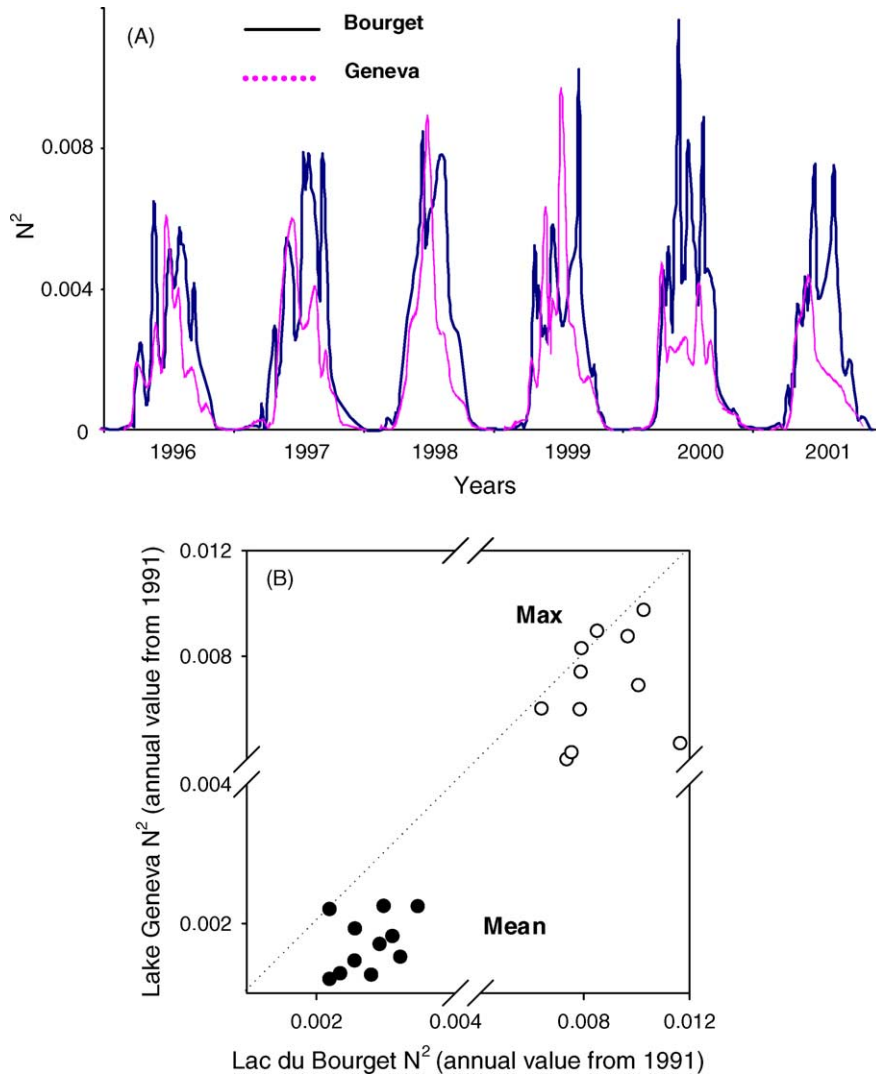 (A)
Bourget
Geneva
0.008
0.004
0
N²
1996 1997 1998 1999 2000 2001
Years
(B)
0.012
0.008
0.004
0.002
Max
Mean
Lake Geneva N² (annual value from 1991)
0.002 0.004 0.008 0.012
Lac du Bourget N² (annual value from 1991)